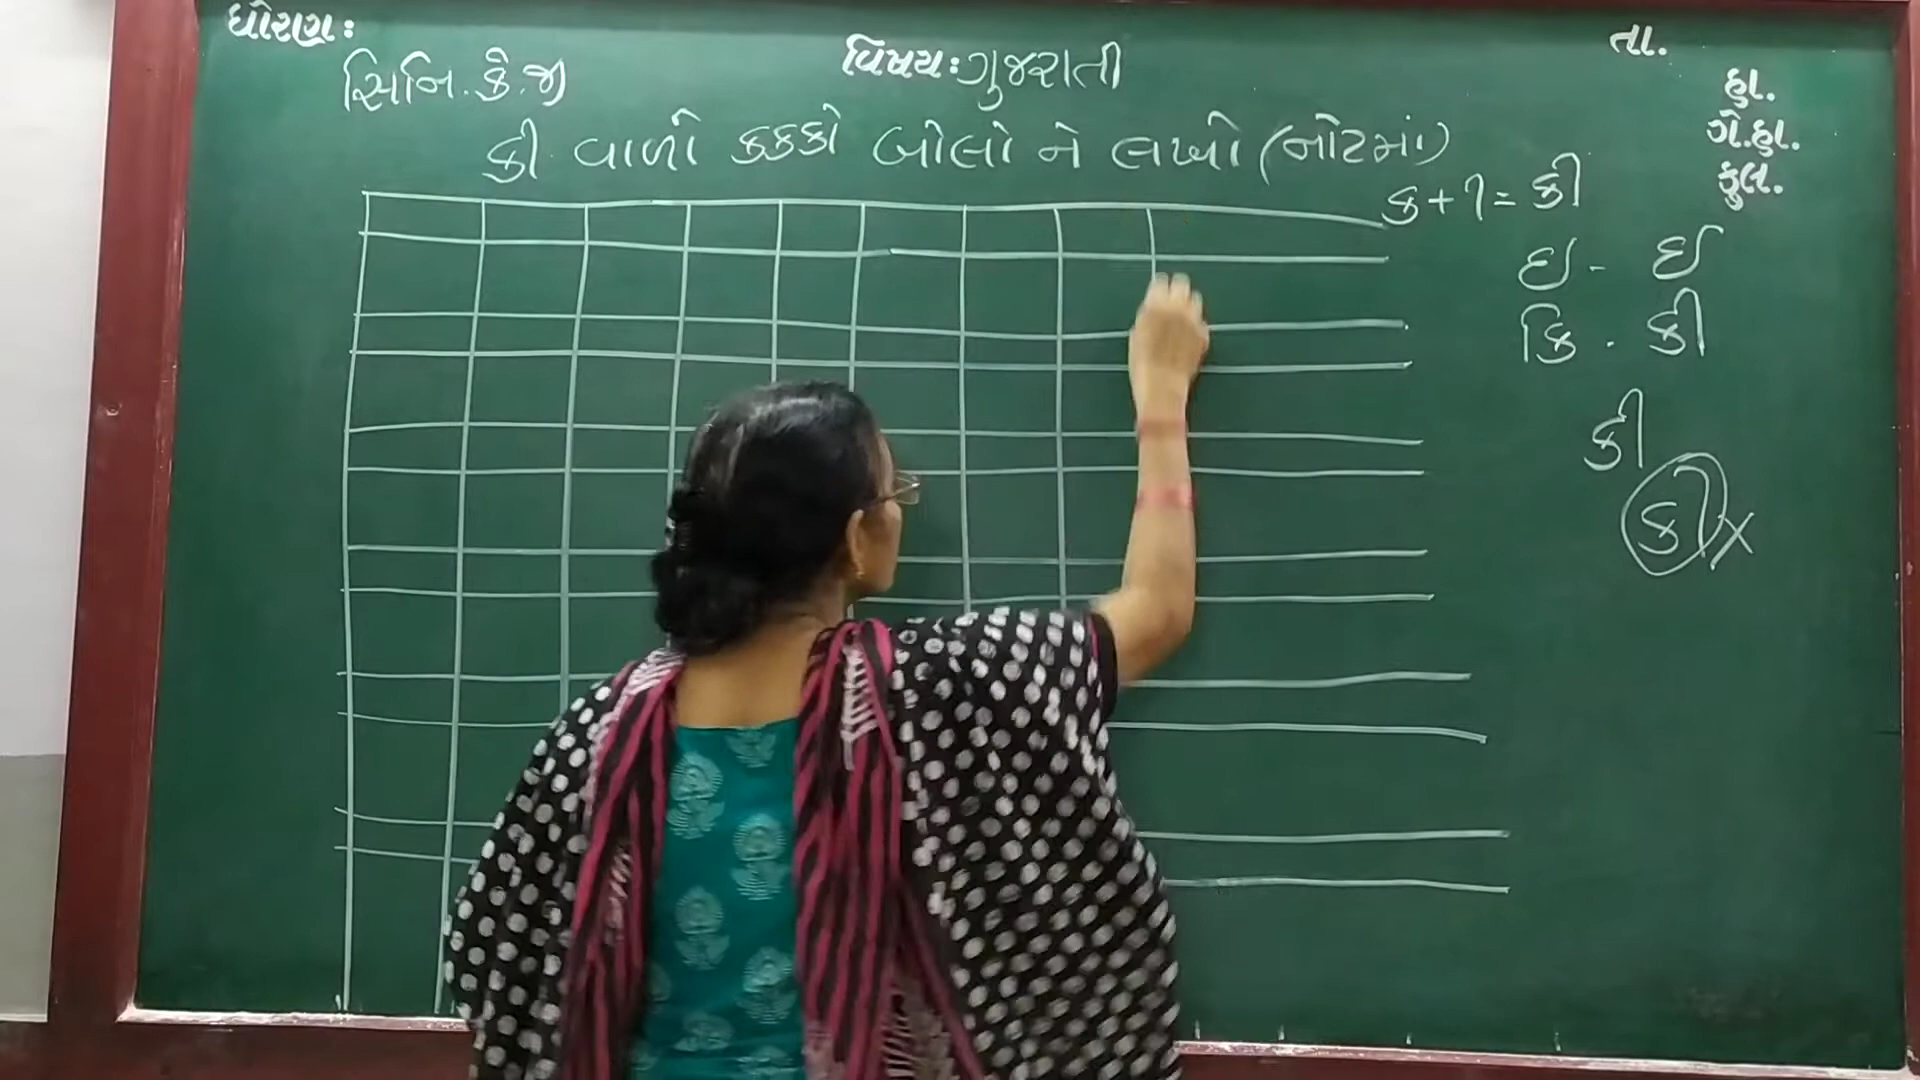 ધોરણ:
સિનિ. કે.જી
વિષય: ગુજરાતી
તા.
હા.
ગે.હા.
કુલ.
કી વાળો કક્કો બોલો ને લખો (નોટમાં)
ક + ી = કી
ઇ - ઈ
કિ . કી
કી
કી x